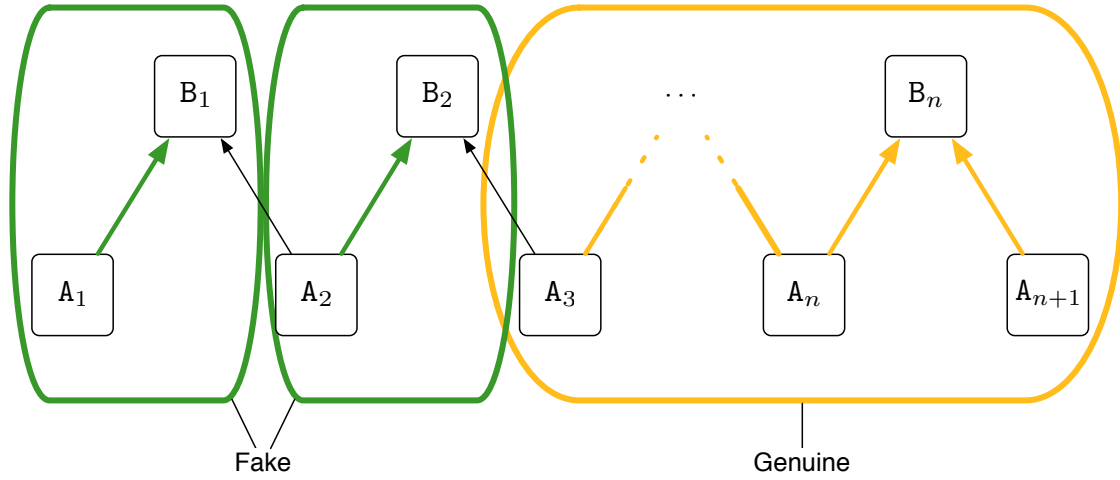 B₁ B₂ ... Bₙ
A₁ A₂ A₃ Aₙ Aₙ₊₁
Fake Genuine